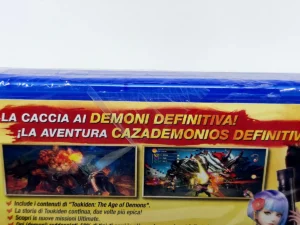 LA CACCIA AI DEMONI DEFINITIVA!
¡LA AVENTURA CAZADEMONIOS DEFINITIV
• Include i contenuti di "Toukiden: The Age of Demons".
• La storia di Toukiden continua, due volte più epica!
• Scopri le nuove missioni Ultimate.